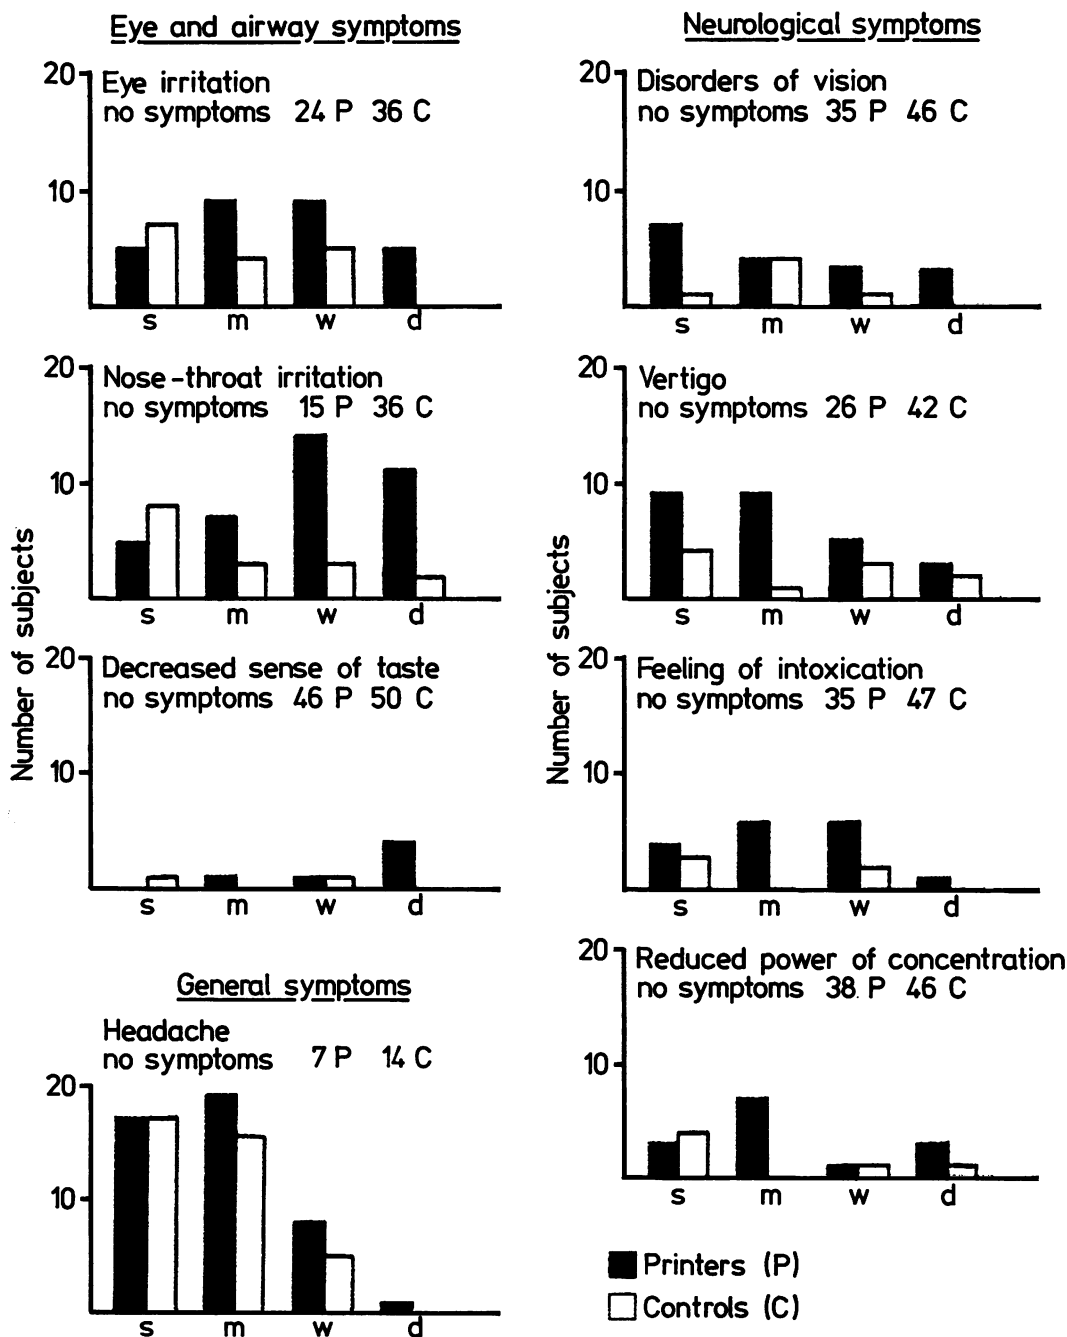 Eye and airway symptoms
Eye irritation
no symptoms 24 P 36 C
20
10
s m w d
Nose-throat irritation
no symptoms 15 P 36 C
20
10
s m w d
Decreased sense of taste
no symptoms 46 P 50 C
20
10
s m w d
Number of subjects
General symptoms
Headache
no symptoms 7 P 14 C
20
10
s m w d
Neurological symptoms
Disorders of vision
no symptoms 35 P 46 C
20
10
s m w d
Vertigo
no symptoms 26 P 42 C
20
10
s m w d
Feeling of intoxication
no symptoms 35 P 47 C
20
10
s m w d
Number of subjects
Reduced power of concentration
no symptoms 38 P 46 C
20
10
s m w d
Printers (P)
Controls (C)